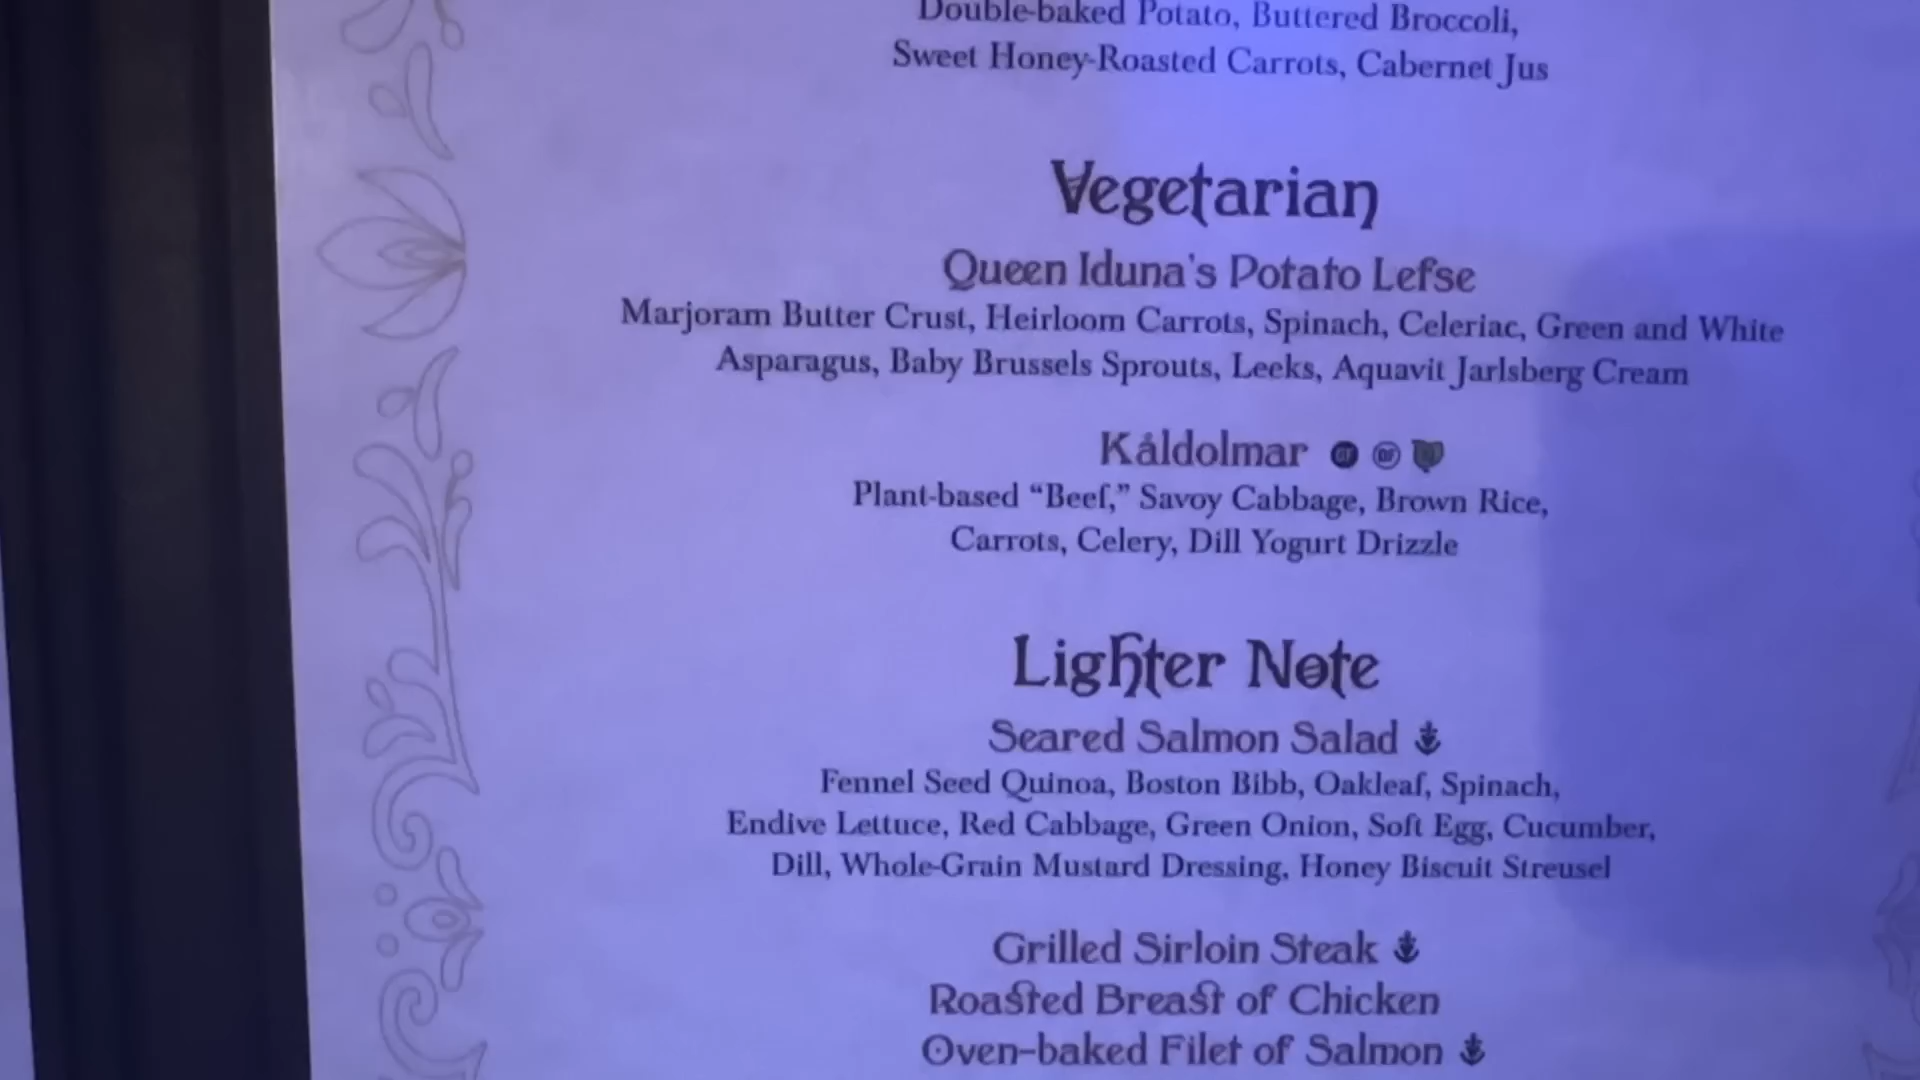 Double-baked Potato, Buttered Broccoli,
Sweet Honey-Roasted Carrots, Cabernet Jus
Vegetarian
Queen Iduna's Potato Lefse
Marjoram Butter Crust, Heirloom Carrots, Spinach, Celeriac, Green and White
Asparagus, Baby Brussels Sprouts, Leeks, Aquavit Jarlsberg Cream
Kåldolmar
Plant-based “Beef,” Savoy Cabbage, Brown Rice,
Carrots, Celery, Dill Yogurt Drizzle
Lighter Note
Seared Salmon Salad
Fennel Seed Quinoa, Boston Bibb, Oakleaf, Spinach,
Endive Lettuce, Red Cabbage, Green Onion, Soft Egg, Cucumber,
Dill, Whole-Grain Mustard Dressing, Honey Biscuit Streusel
Grilled Sirloin Steak
Roasted Breast of Chicken
Oven-baked Filet of Salmon